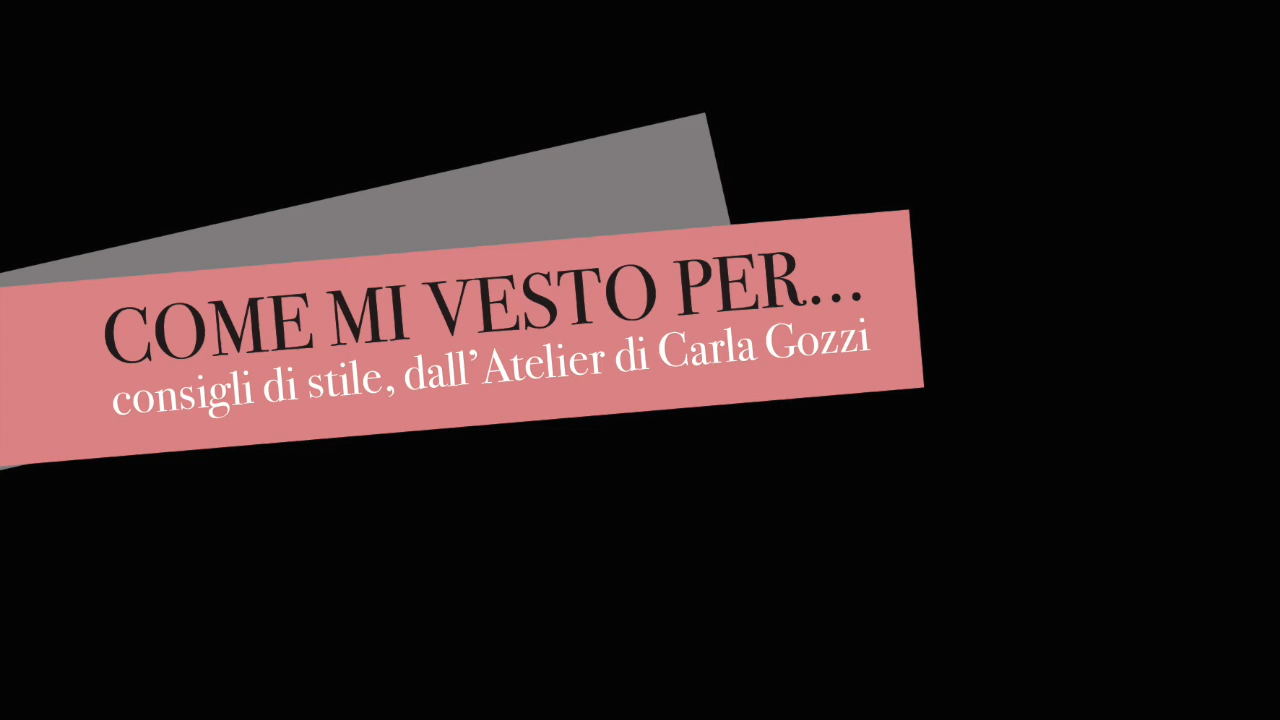 COME MI VESTO PER...
consigli di stile, dall'Atelier di Carla Gozzi